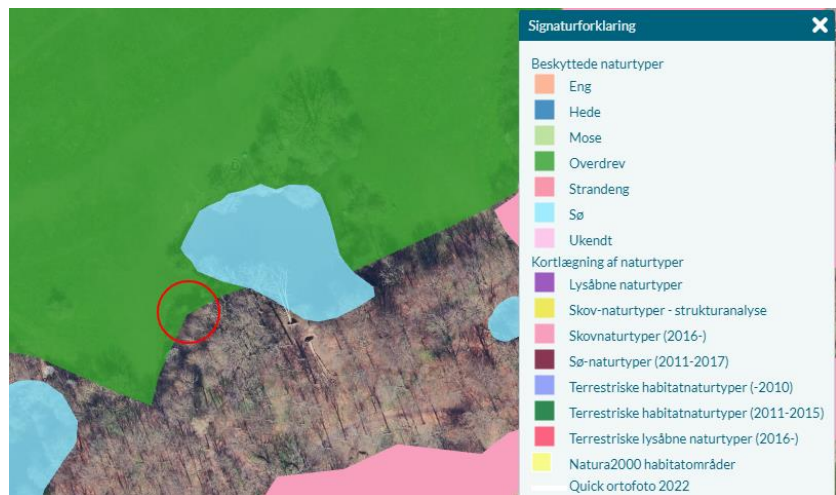 Signaturforklaring
Beskyttede naturtyper
Eng
Hede
Mose
Overdrev
Strandeng
Sø
Ukendt
Kortlægning af naturtyper
Lysåbne naturtyper
Skov-naturtyper - strukturanalyse
Skovnaturtyper (2016-)
Sø-naturtyper (2011-2017)
Terrestriske habitatnaturtyper (-2010)
Terrestriske habitatnaturtyper (2011-2015)
Terrestriske lysåbne naturtyper (2016-)
Natura2000 habitatområder
Quick ortofoto 2022